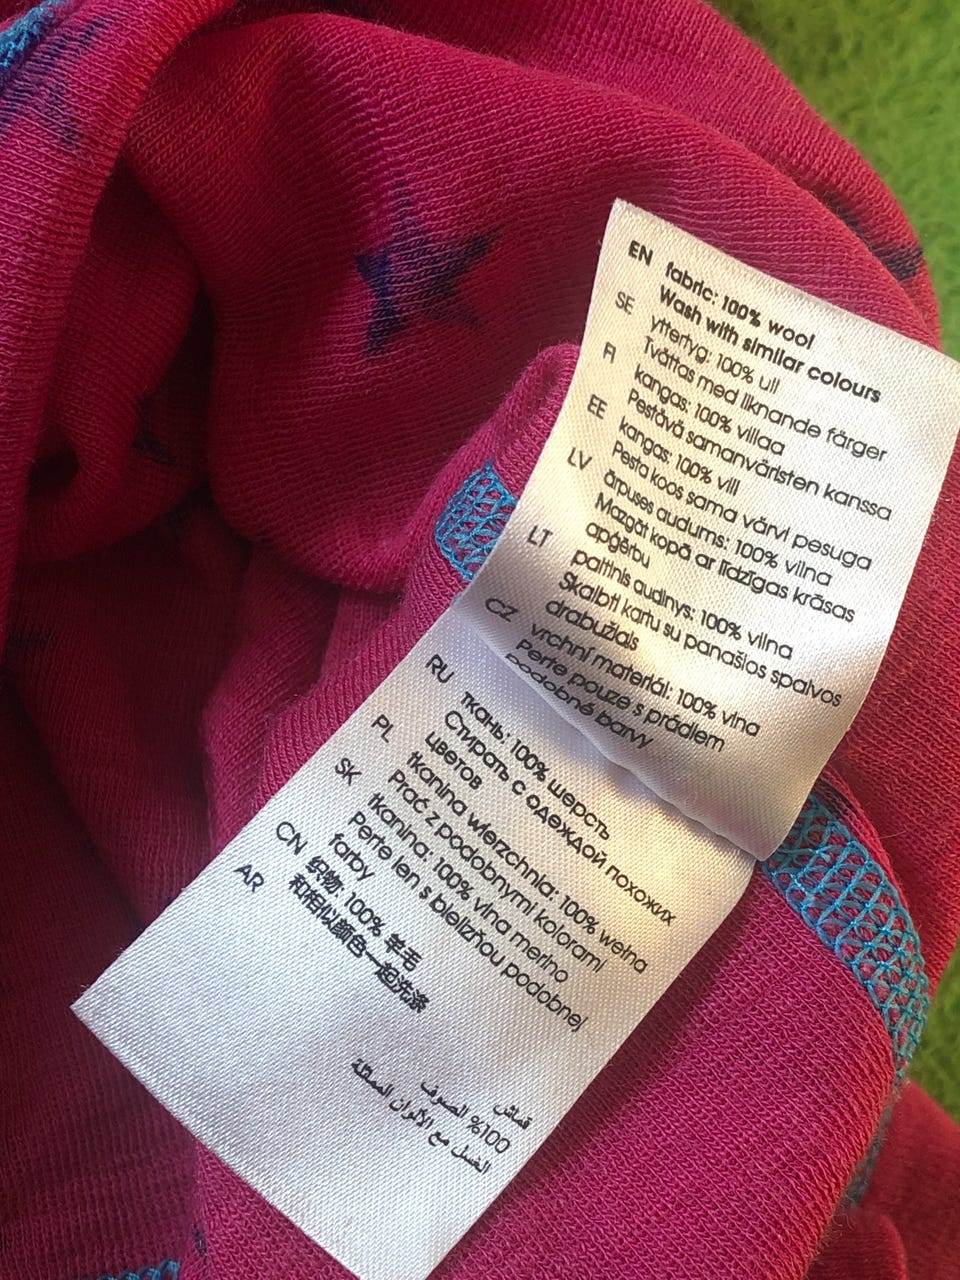 EN fabric: 100% wool
Wash with similar colours
SE yttertyg: 100% ull
Tvättas med liknande färger
FI kangas: 100% villaa
Pestävä samanväristen kanssa
EE kangas: 100% vill
Pesta koos sama värvi pesuga
LV ārpuses audums: 100% vilna
Mazgāt kopā ar līdzīgas krāsas
apģērbu
LT paltinis audinys: 100% vilna
Skalbti kartu su panašios spalvos
drabužiais
CZ vrchní materiál: 100% vlna
Perte pouze s prádlem
podobné barvy
RU ткань: 100% шерсть
Стирать с одеждой похожих
цветов
PL tkanina wierzchnia: 100% wełna
Prać z podobnymi kolorami
SK tkanina: 100% vlna merino
Perte len s bielizňou podobnej
farby
CN 织物: 100% 羊毛
和相似颜色一起洗涤
AR
قماش
100% الصوف
الغسل مع الألوان المماثلة